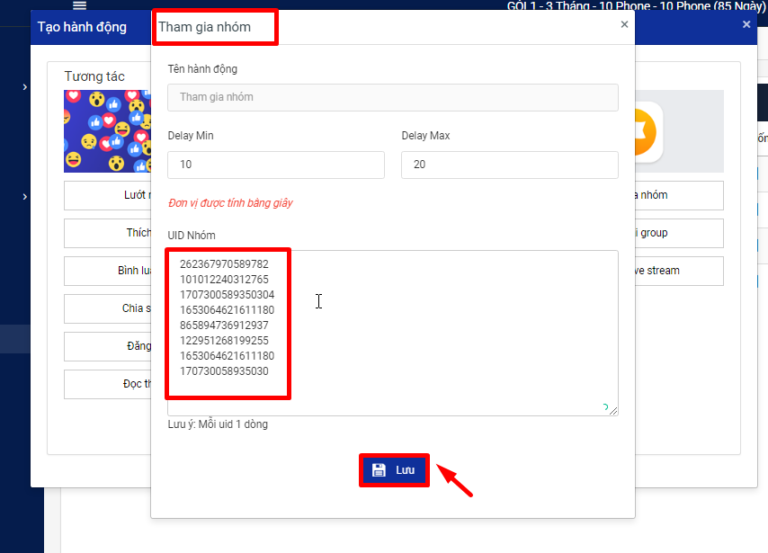 GÓI 1 - 3 Tháng - 10 Phone - 10 Phone (85 Ngày)
Tạo hành động
Tham gia nhóm
×
×
Tương tác
Tên hành động
Tham gia nhóm
Delay Min
Delay Max
10
20
Đơn vị được tính bằng giây
UID Nhóm
262367970589782
101012240312765
1707300589350304
1653064621611180
865894736912937
122951268199255
1653064621611180
170730058935030
Lưu ý: Mỗi uid 1 dòng
Lưu
Lướt
Thích
Bình
Chia
Đăng
Đọc
nhóm
group
stream